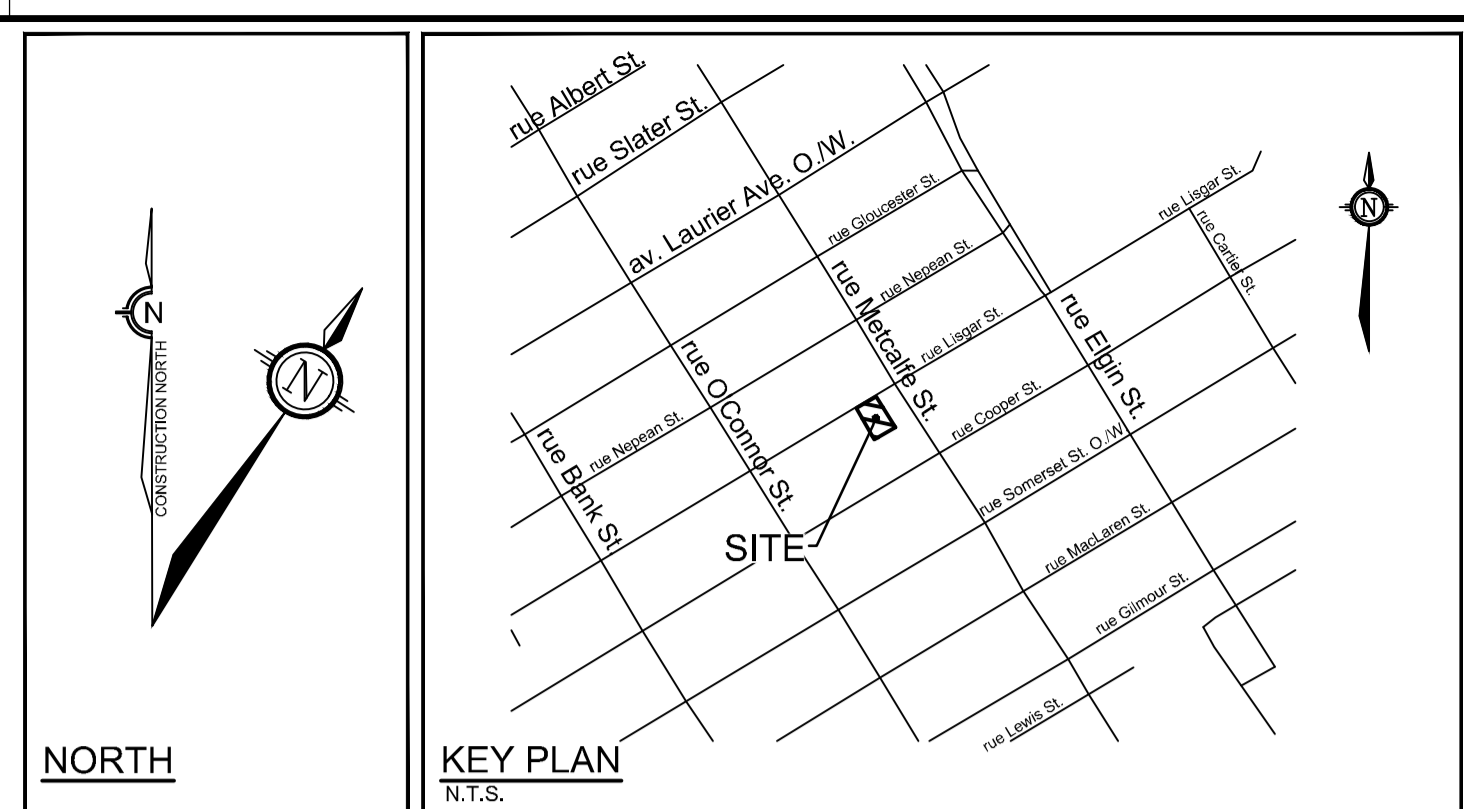 N
CONSTRUCTION NORTH
N
NORTH
rue Albert St.
rue Slater St.
av. Laurier Ave. O./W.
rue Gloucester St.
rue Nepean St.
rue Lisgar St.
rue Cartier St.
N
rue Metcalfe St.
rue Lisgar St.
rue Elgin St.
rue O'Connor St.
rue Cooper St.
rue Bank St.
rue Nepean St.
rue Somerset St. O./W.
SITE
rue MacLaren St.
rue Gilmour St.
rue Lewis St.
KEY PLAN
N.T.S.